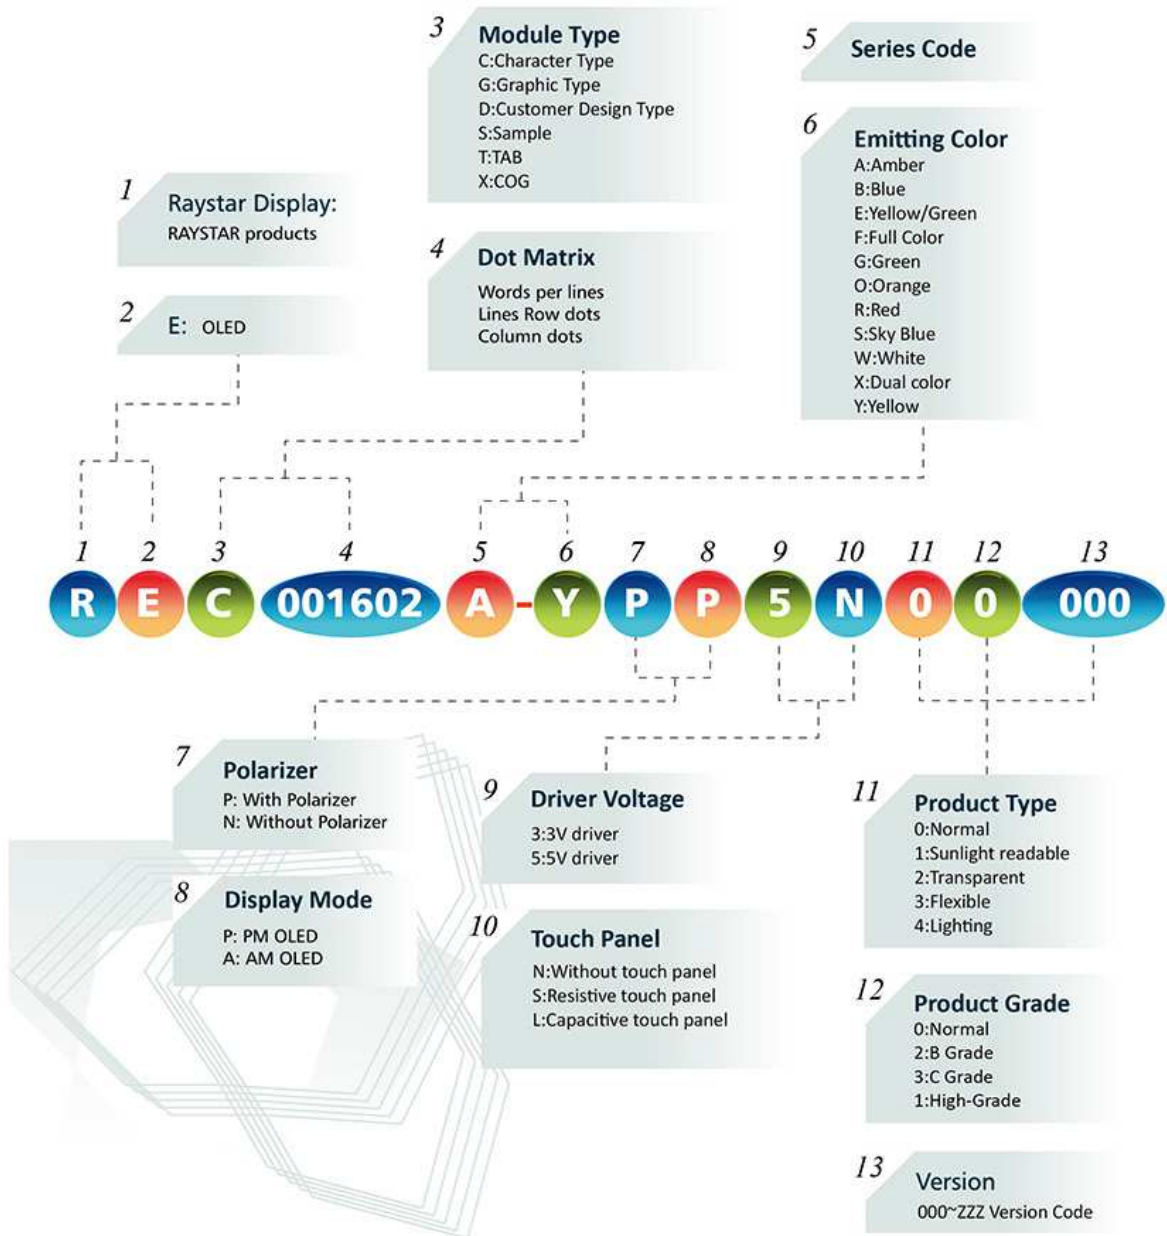 3
Module Type
C:Character Type
G:Graphic Type
D:Customer Design Type
S:Sample
T:TAB
X:COG
5
Series Code
6
Emitting Color
A:Amber
B:Blue
E:Yellow/Green
F:Full Color
G:Green
O:Orange
R:Red
S:Sky Blue
W:White
X:Dual color
Y:Yellow
1
Raystar Display:
RAYSTAR products
2
E: OLED
4
Dot Matrix
Words per lines
Lines Row dots
Column dots
1 2 3 4 5 6 7 8 9 10 11 12 13
R E C 001602 A - Y P P 5 N 0 0 000
7
Polarizer
P: With Polarizer
N: Without Polarizer
8
Display Mode
P: PM OLED
A: AM OLED
9
Driver Voltage
3:3V driver
5:5V driver
10
Touch Panel
N:Without touch panel
S:Resistive touch panel
L:Capacitive touch panel
11
Product Type
0:Normal
1:Sunlight readable
2:Transparent
3:Flexible
4:Lighting
12
Product Grade
0:Normal
2:B Grade
3:C Grade
1:High-Grade
13
Version
000~ZZZ Version Code